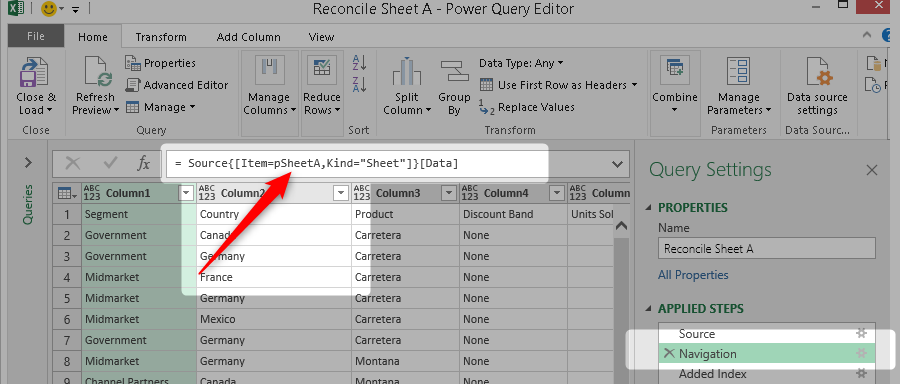 Reconcile Sheet A - Power Query Editor
File Home Transform Add Column View
Close & Load
Close
Refresh Preview
Properties
Advanced Editor
Manage
Query
Manage Columns
Reduce Rows
Sort
Split Column
Group By
Data Type: Any
Use First Row as Headers
Replace Values
Transform
Combine
Manage Parameters
Parameters
Data source settings
Data Sourc...
Queries
= Source{[Item=pSheetA,Kind="Sheet"]}[Data]
ABC 123 Column1 ABC 123 Column2 ABC 123 Column3 ABC 123 Column4 ABC 123 Column
1 Segment Country Product Discount Band Units Sol
2 Government Canada Carretera None
3 Government Germany Carretera None
4 Midmarket France Carretera None
5 Midmarket Germany Carretera None
6 Midmarket Mexico Carretera None
7 Government Germany Carretera None
8 Midmarket Germany Montana None
9 Channel Partners Canada Montana None
Query Settings
PROPERTIES
Name
Reconcile Sheet A
All Properties
APPLIED STEPS
Source
Navigation
Added Index